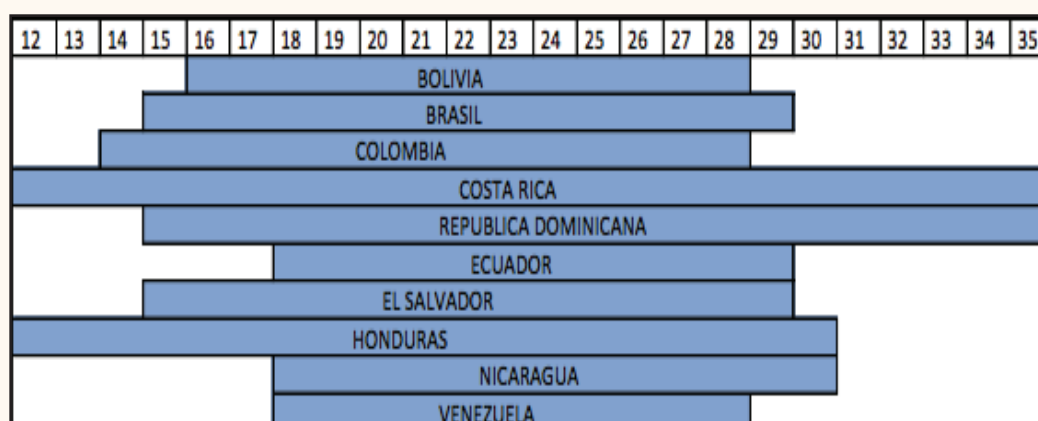 12 13 14 15 16 17 18 19 20 21 22 23 24 25 26 27 28 29 30 31 32 33 34 35
BOLIVIA
BRASIL
COLOMBIA
COSTA RICA
REPUBLICA DOMINICANA
ECUADOR
EL SALVADOR
HONDURAS
NICARAGUA
VENEZUELA